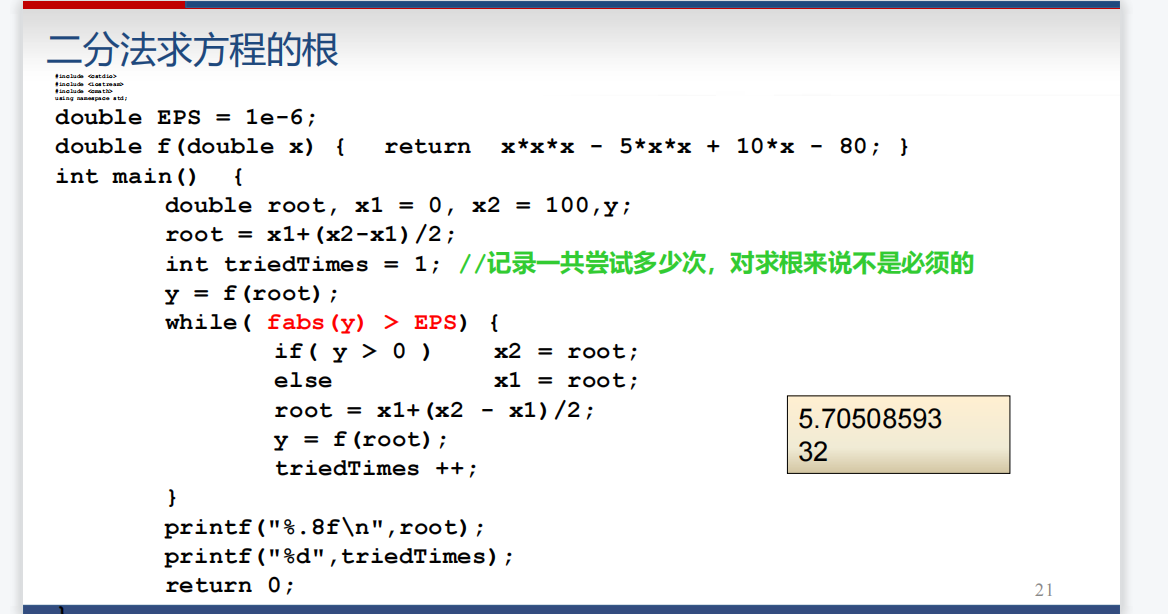 二分法求方程的根
#include <cstdio>
#include <iostream>
#include <cmath>
using namespace std;
double EPS = 1e-6;
double f(double x) { return x*x*x - 5*x*x + 10*x - 80; }
int main() {
double root, x1 = 0, x2 = 100,y;
root = x1+(x2-x1)/2;
int triedTimes = 1; //记录一共尝试多少次，对求根来说不是必须的
y = f(root);
while( fabs(y) > EPS) {
if( y > 0 ) x2 = root;
else x1 = root;
root = x1+(x2 - x1)/2;
y = f(root);
triedTimes ++;
}
printf("%.8f\n",root);
printf("%d",triedTimes);
return 0;
}
5.70508593
32
21